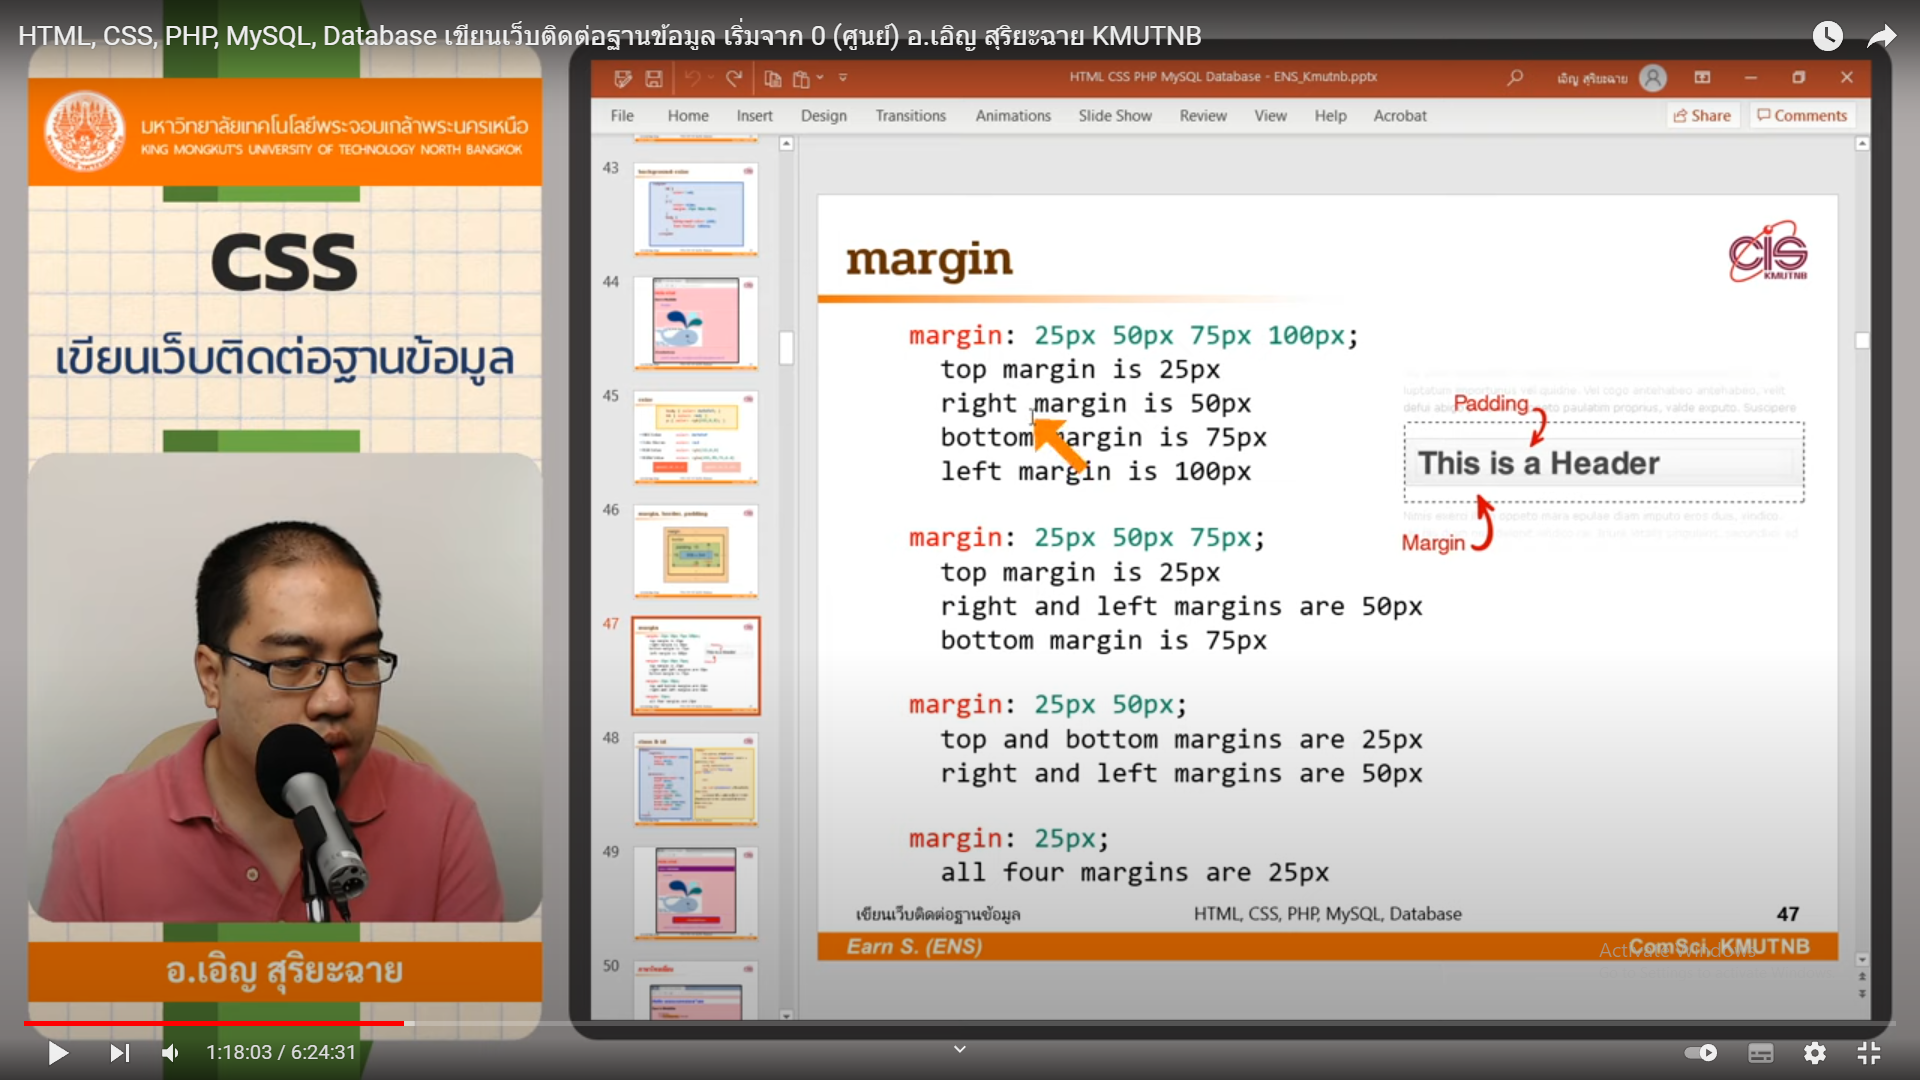 HTML, CSS, PHP, MySQL, Database เขียนเว็บติดต่อฐานข้อมูล เริ่มจาก 0 (ศูนย์) อ.เอิญ สุริยะฉาย KMUTNB
มหาวิทยาลัยเทคโนโลยีพระจอมเกล้าพระนครเหนือ
KING MONGKUT'S UNIVERSITY OF TECHNOLOGY NORTH BANGKOK
CSS
เขียนเว็บติดต่อฐานข้อมูล
อ.เอิญ สุริยะฉาย
HTML CSS PHP MySQL Database - ENS_Kmutnb.pptx
เอิญ สุริยะฉาย
File Home Insert Design Transitions Animations Slide Show Review View Help Acrobat Share Comments
43
background-color
44
45
color
46
margin, border, padding
47
margin
48
class & id
49
50
margin
CIS
KMUTNB
margin: 25px 50px 75px 100px;
top margin is 25px
right margin is 50px
bottom margin is 75px
left margin is 100px
margin: 25px 50px 75px;
top margin is 25px
right and left margins are 50px
bottom margin is 75px
margin: 25px 50px;
top and bottom margins are 25px
right and left margins are 50px
margin: 25px;
all four margins are 25px
Padding
This is a Header
Margin
เขียนเว็บติดต่อฐานข้อมูล
HTML, CSS, PHP, MySQL, Database
47
Earn S. (ENS)
ComSci, KMUTNB
Activate Windows
1:18:03 / 6:24:31